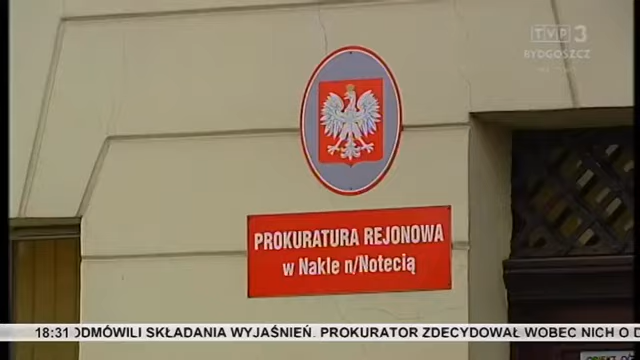 TVP 3
BYDGOSZCZ
PROKURATURA REJONOWA
w Nakle n/Notecią
18:31 ODMÓWILI SKŁADANIA WYJAŚNIEŃ. PROKURATOR ZDECYDOWAŁ WOBEC NICH O